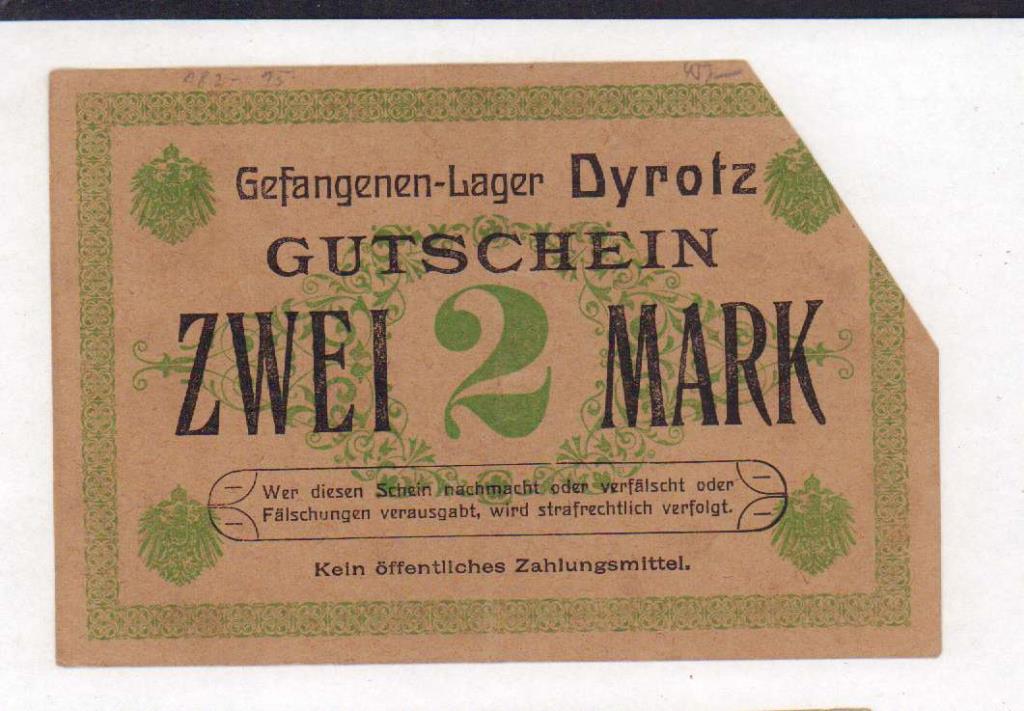 Gefangenen-Lager Dyrotz
GUTSCHEIN
ZWEI 2 MARK
Wer diesen Schein nachmacht oder verfälscht oder
Fälschungen verausgabt, wird strafrechtlich verfolgt.
Kein öffentliches Zahlungsmittel.